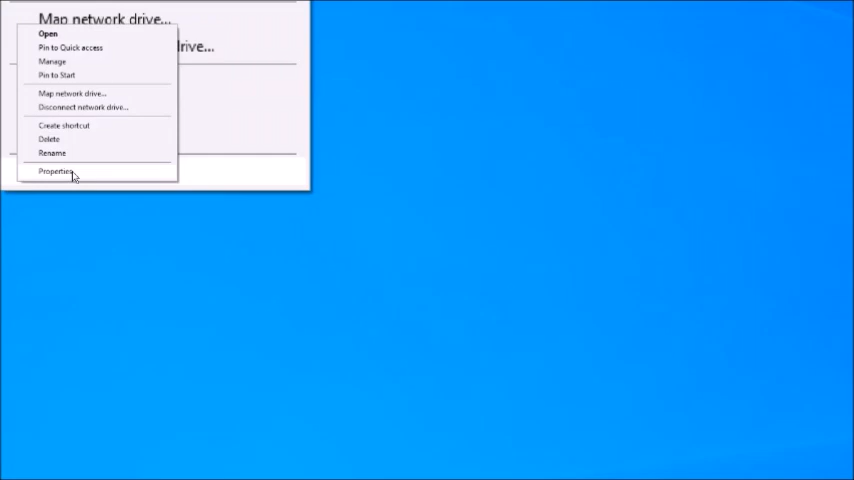 Map network drive...
Open
Pin to Quick access
drive...
Manage
Pin to Start
Map network drive...
Disconnect network drive...
Create shortcut
Delete
Rename
Properties